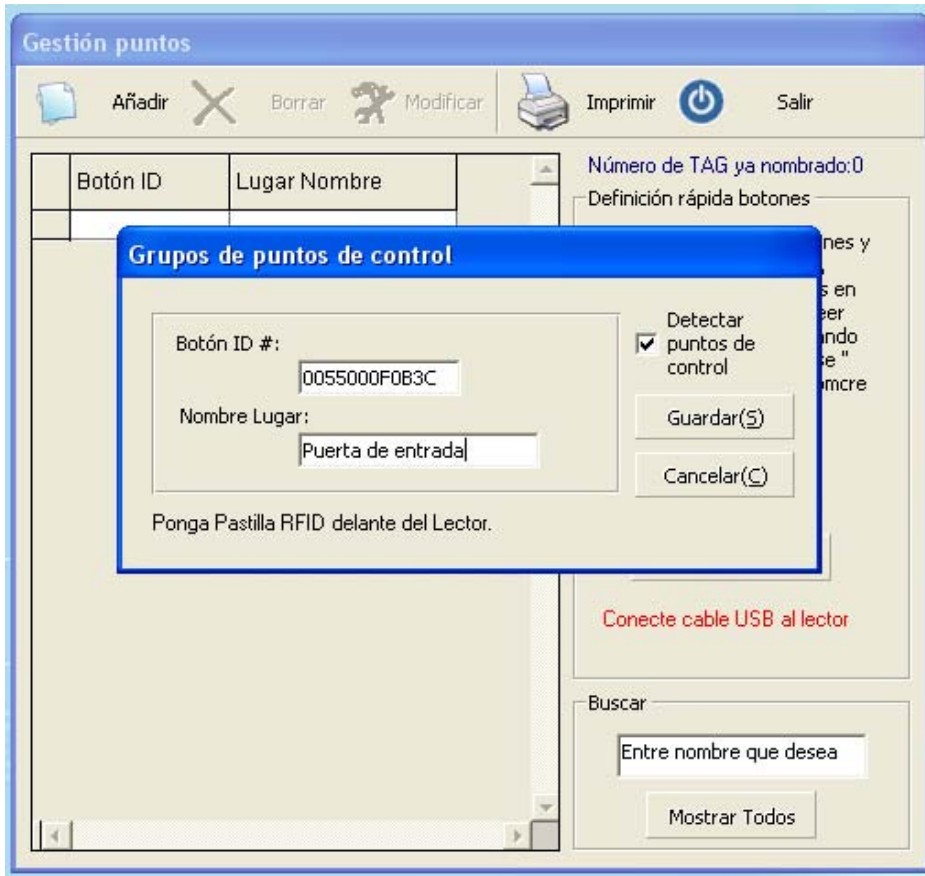 Gestión puntos
Añadir Borrar Modificar Imprimir Salir
Botón ID Lugar Nombre
Número de TAG ya nombrado:0
Definición rápida botones
Grupos de puntos de control
Botón ID #:
0055000F0B3C
Nombre Lugar:
Puerta de entrada
Detectar
puntos de
control
Guardar(S)
Cancelar(C)
Ponga Pastilla RFID delante del Lector.
y
en
Conecte cable USB al lector
Buscar
Entre nombre que desea
Mostrar Todos